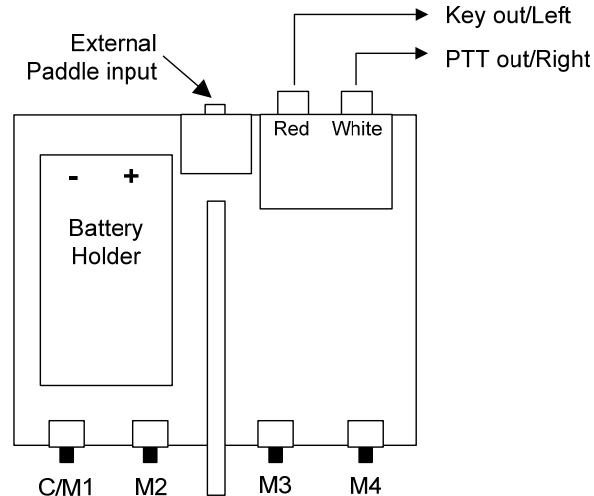 Key out/Left
External
Paddle input
PTT out/Right
Red White
- +
Battery
Holder
C/M1 M2 M3 M4